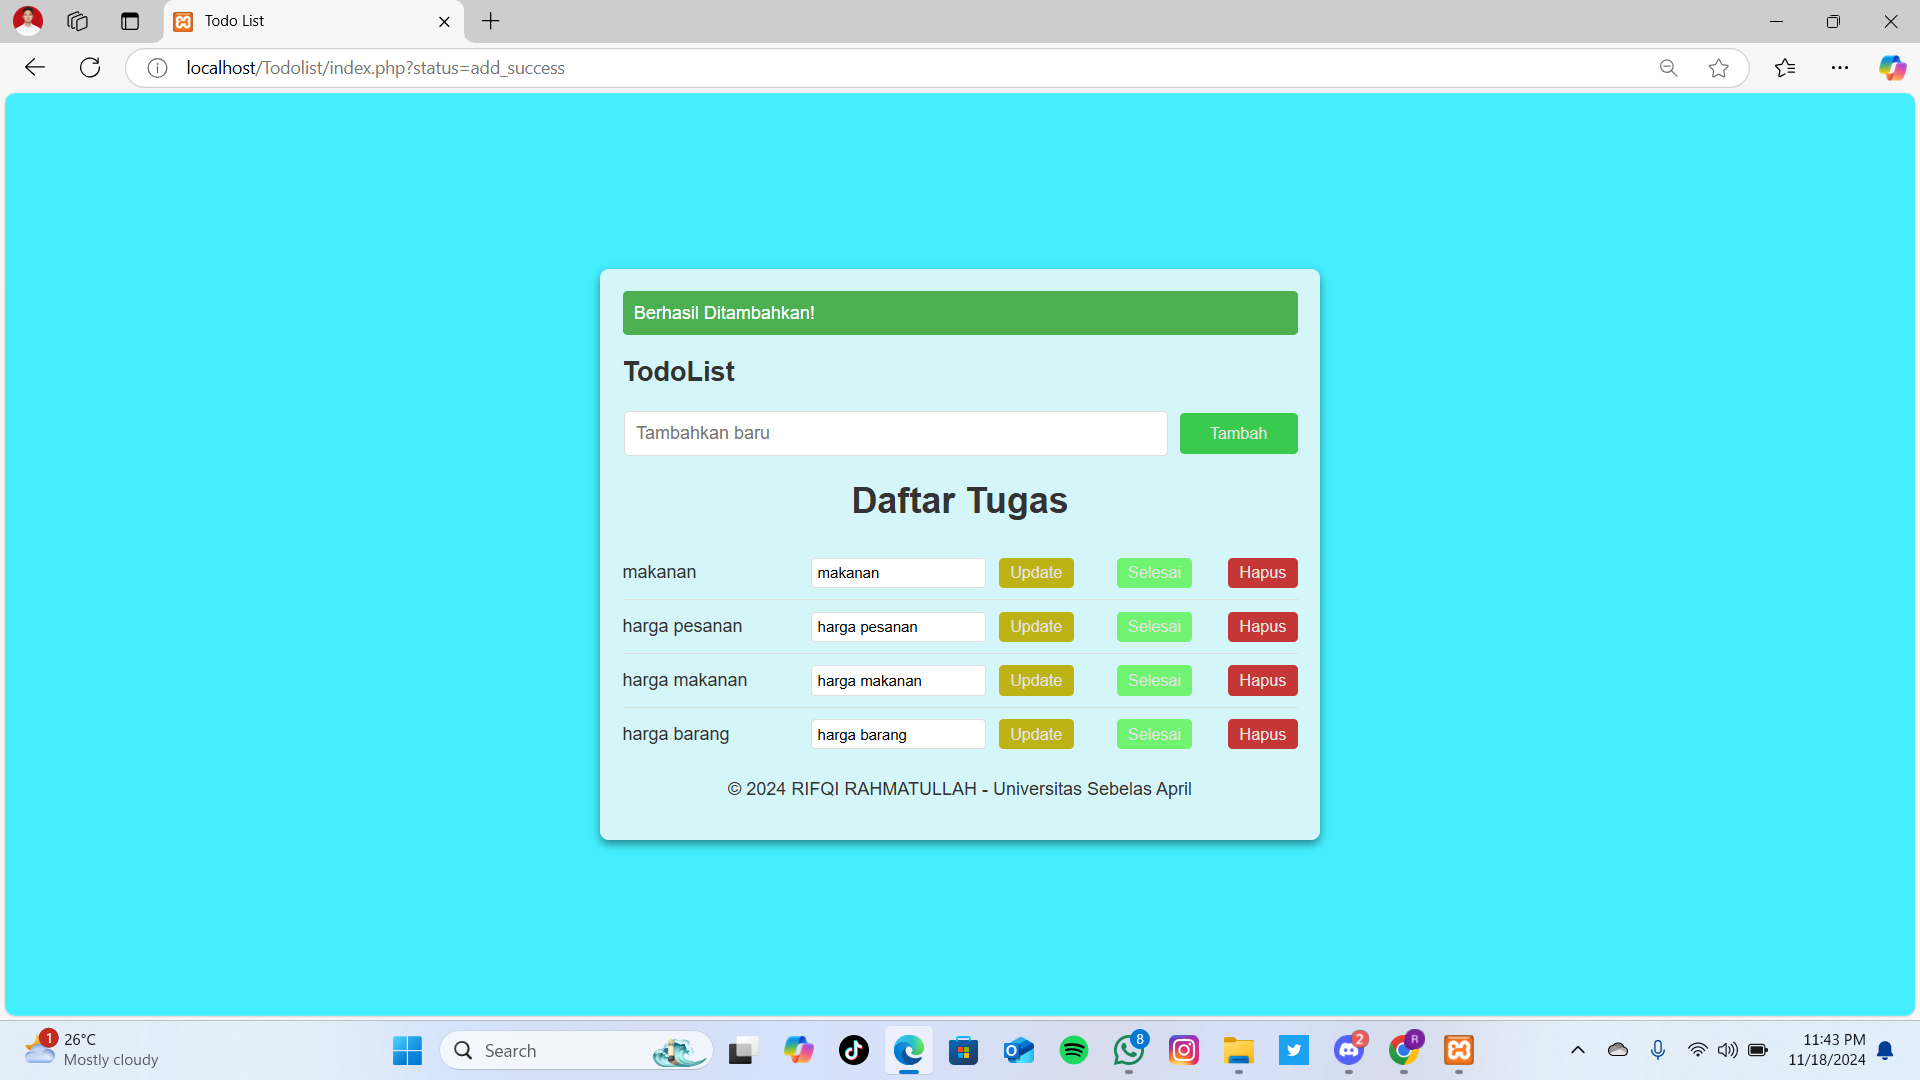 Todo List
localhost/Todolist/index.php?status=add_success
Berhasil Ditambahkan!
TodoList
Tambahkan baru
Tambah
Daftar Tugas
makanan makanan Update Selesai Hapus
harga pesanan harga pesanan Update Selesai Hapus
harga makanan harga makanan Update Selesai Hapus
harga barang harga barang Update Selesai Hapus
© 2024 RIFQI RAHMATULLAH - Universitas Sebelas April
1
26°C
Mostly cloudy
Search
8
2
R
11:43 PM
11/18/2024